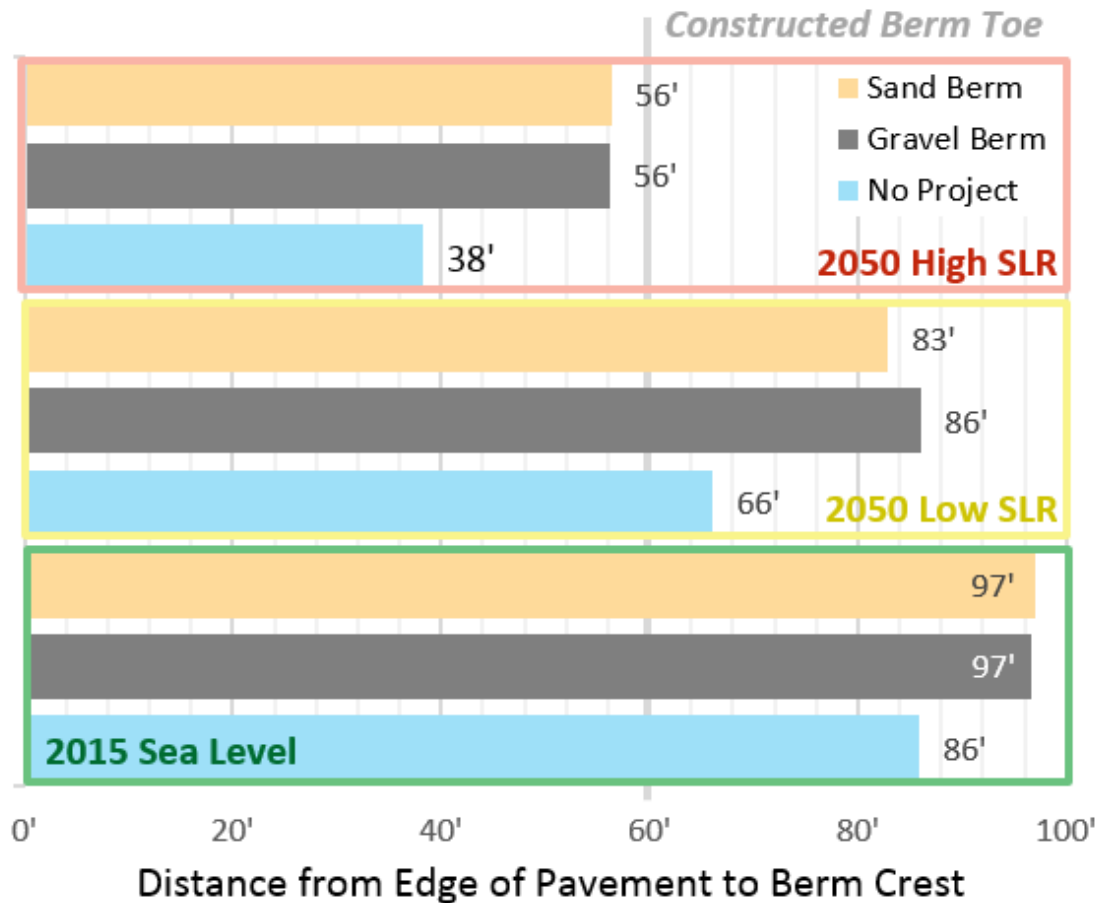 Constructed Berm Toe
56'
Sand Berm
56'
Gravel Berm
No Project
38'
2050 High SLR
83'
86'
66'
2050 Low SLR
97'
97'
2015 Sea Level
86'
0' 20' 40' 60' 80' 100'
Distance from Edge of Pavement to Berm Crest